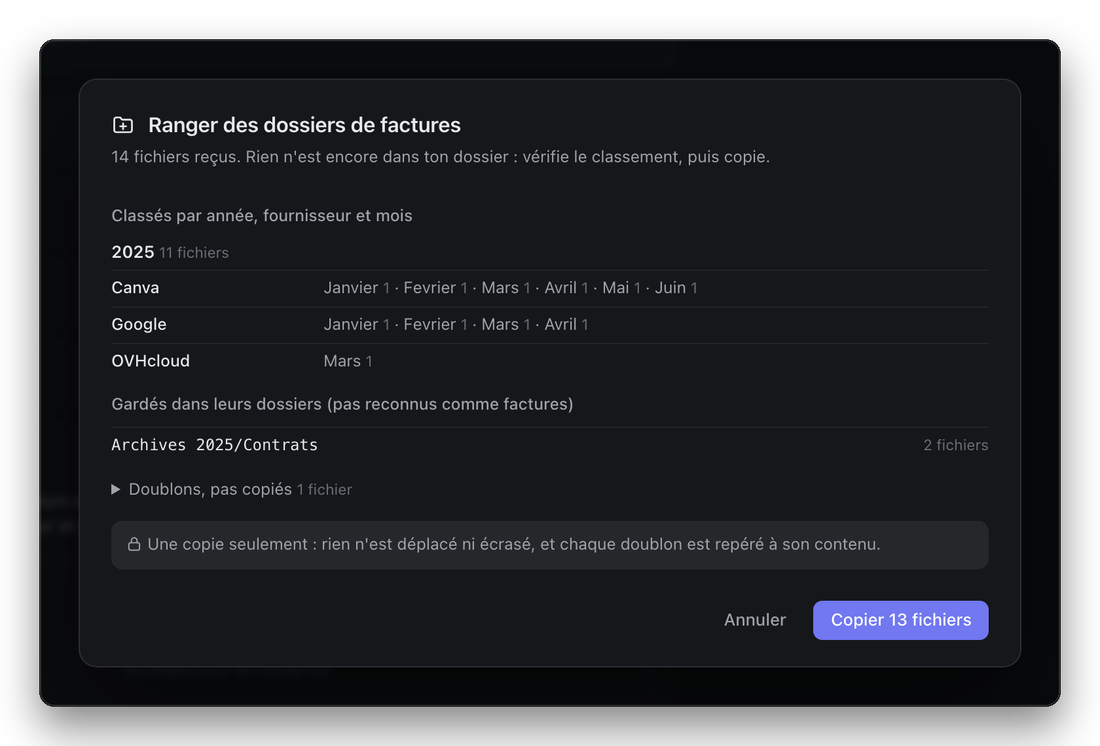 Ranger des dossiers de factures
14 fichiers reçus. Rien n'est encore dans ton dossier : vérifie le classement, puis copie.
Classés par année, fournisseur et mois
2025 11 fichiers
Canva Janvier 1 · Fevrier 1 · Mars 1 · Avril 1 · Mai 1 · Juin 1
Google Janvier 1 · Fevrier 1 · Mars 1 · Avril 1
OVHcloud Mars 1
Gardés dans leurs dossiers (pas reconnus comme factures)
Archives 2025/Contrats 2 fichiers
Doublons, pas copiés 1 fichier
Une copie seulement : rien n'est déplacé ni écrasé, et chaque doublon est repéré à son contenu.
Annuler Copier 13 fichiers